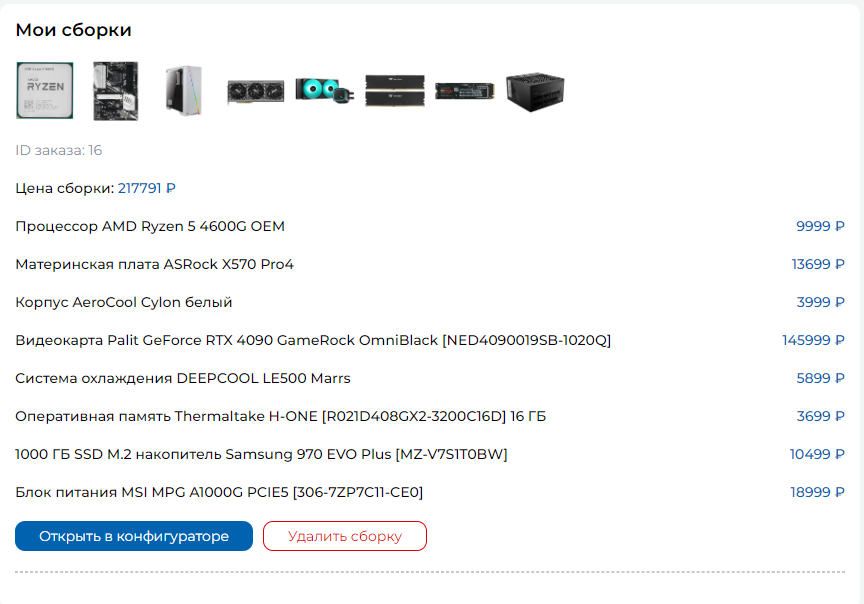 Мои сборки
RYZEN
ID заказа: 16
Цена сборки: 217791 ₽
Процессор AMD Ryzen 5 4600G OEM 9999 ₽
Материнская плата ASRock X570 Pro4 13699 ₽
Корпус AeroCool Cylon белый 3999 ₽
Видеокарта Palit GeForce RTX 4090 GameRock OmniBlack [NED4090019SB-1020Q] 145999 ₽
Система охлаждения DEEPCOOL LE500 Marrs 5899 ₽
Оперативная память Thermaltake H-ONE [R021D408GX2-3200C16D] 16 ГБ 3699 ₽
1000 ГБ SSD M.2 накопитель Samsung 970 EVO Plus [MZ-V7S1T0BW] 10499 ₽
Блок питания MSI MPG A1000G PCIE5 [306-7ZP7C11-CE0] 18999 ₽
Открыть в конфигураторе Удалить сборку